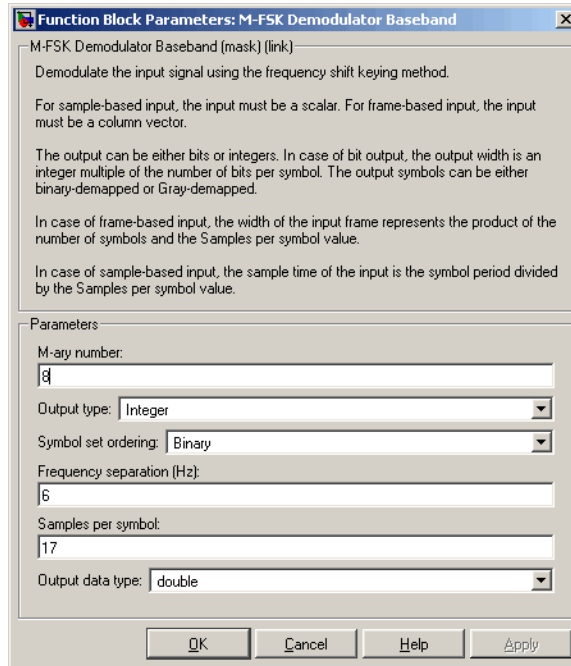 Function Block Parameters: M-FSK Demodulator Baseband
M-FSK Demodulator Baseband (mask) (link)
Demodulate the input signal using the frequency shift keying method.
For sample-based input, the input must be a scalar. For frame-based input, the input
must be a column vector.
The output can be either bits or integers. In case of bit output, the output width is an
integer multiple of the number of bits per symbol. The output symbols can be either
binary-demapped or Gray-demapped.
In case of frame-based input, the width of the input frame represents the product of the
number of symbols and the Samples per symbol value.
In case of sample-based input, the sample time of the input is the symbol period divided
by the Samples per symbol value.
Parameters
M-ary number:
8
Output type: Integer
Symbol set ordering: Binary
Frequency separation (Hz):
6
Samples per symbol:
17
Output data type: double
OK Cancel Help Apply